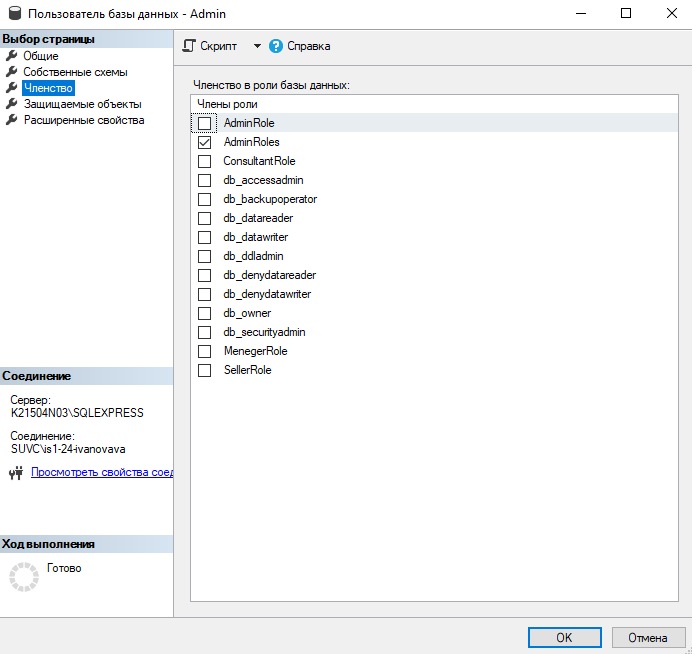 Пользователь базы данных - Admin
Выбор страницы
Общие
Собственные схемы
Членство
Защищаемые объекты
Расширенные свойства
Скрипт
Справка
Членство в роли базы данных:
Члены роли
AdminRole
AdminRoles
ConsultantRole
db_accessadmin
db_backupoperator
db_datareader
db_datawriter
db_ddladmin
db_denydatareader
db_denydatawriter
db_owner
db_securityadmin
MenegerRole
SellerRole
Соединение
Сервер:
K21504N03\SQLEXPRESS
Соединение:
SUVC\is1-24-ivanovava
Просмотреть свойства соед
Ход выполнения
Готово
OK
Отмена